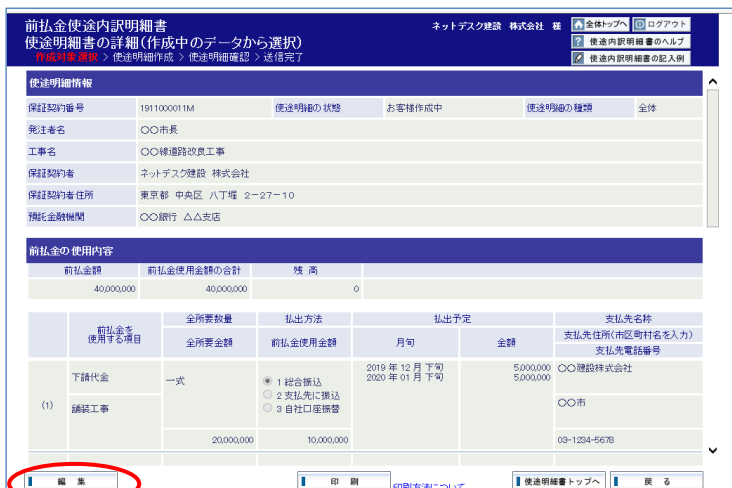 前払金使途内訳明細書
ネットデスク建設 株式会社 様
全体トップへ
ログアウト
使途明細書の詳細(作成中のデータから選択)
? 使途内訳明細書のヘルプ
作成対象選択 > 使途明細作成 > 使途明細確認 > 送信完了
使途内訳明細書の記入例
使途明細情報
保証契約番号 1911000011M 使途明細の状態 お客様作成中 使途明細の種類 全体
発注者名 〇〇市長
工事名 〇〇線道路改良工事
保証契約者 ネットデスク建設 株式会社
保証契約者住所 東京都 中央区 八丁堀 2-27-10
預託金融機関 〇〇銀行 △△支店
前払金の使用内容
前払金額 前払金使用金額の合計 残 高
40,000,000 40,000,000 0
前払金を
使用する項目
全所要数量 払出方法 払出予定 支払先名称
全所要金額 前払金使用金額 月旬 金額 支払先住所(市区町村名を入力)
支払先電話番号
(1) 下請代金 一式 1 総合振込 2019 年 12 月 下旬 5,000,000 〇〇建設株式会社
2020 年 01 月 下旬 5,000,000
2 支払先に振込
3 自社口座振替
舗装工事 〇〇市
20,000,000 10,000,000 03-1234-5678
編 集
印 刷
印刷方法について
使途明細書トップへ
戻 る